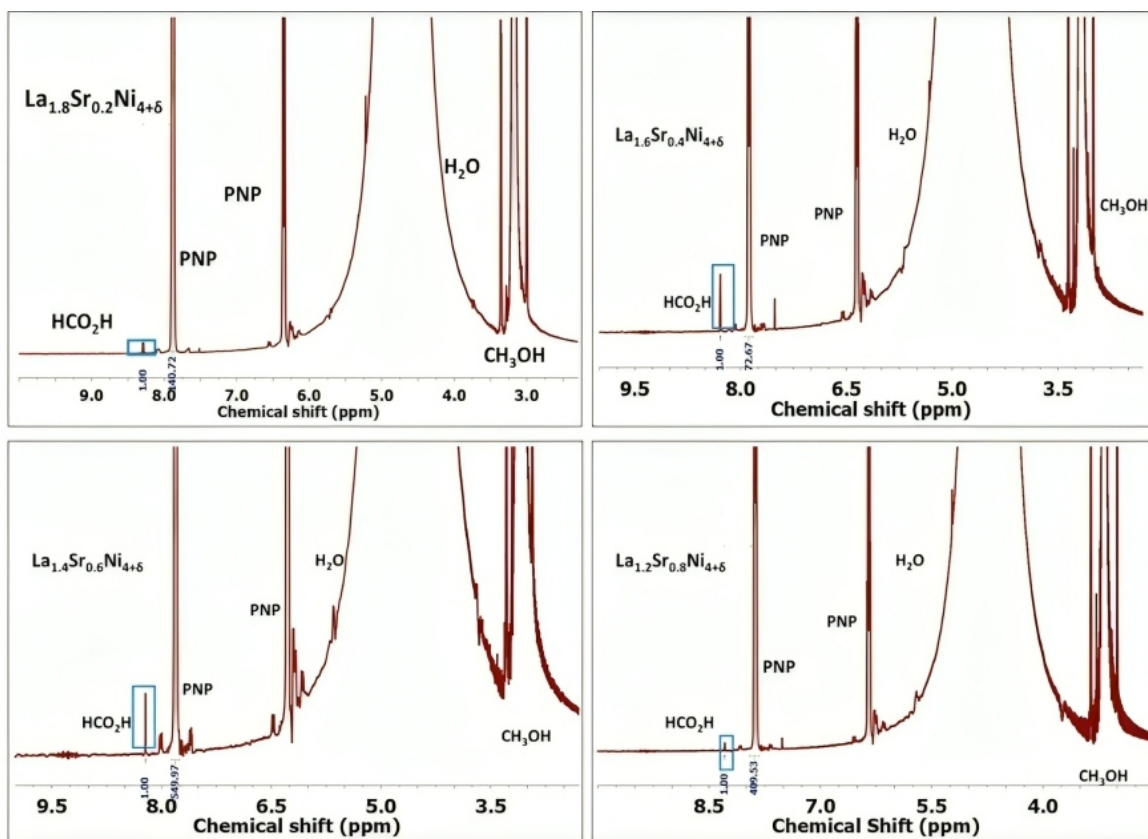 La₁.₈Sr₀.₂Ni₄₊δ
PNP
H₂O
PNP
HCO₂H
CH₃OH
1.00
140.72
9.0 8.0 7.0 6.0 5.0 4.0 3.0
Chemical shift (ppm)
La₁.₆Sr₀.₄Ni₄₊δ
H₂O
CH₃OH
PNP
PNP
HCO₂H
1.00
72.67
9.5 8.0 6.5 5.0 3.5
Chemical shift (ppm)
La₁.₄Sr₀.₆Ni₄₊δ
H₂O
PNP
PNP
HCO₂H
CH₃OH
1.00
549.97
9.5 8.0 6.5 5.0 3.5
Chemical shift (ppm)
La₁.₂Sr₀.₈Ni₄₊δ
H₂O
PNP
PNP
HCO₂H
CH₃OH
1.00
409.53
8.5 7.0 5.5 4.0
Chemical Shift (ppm)